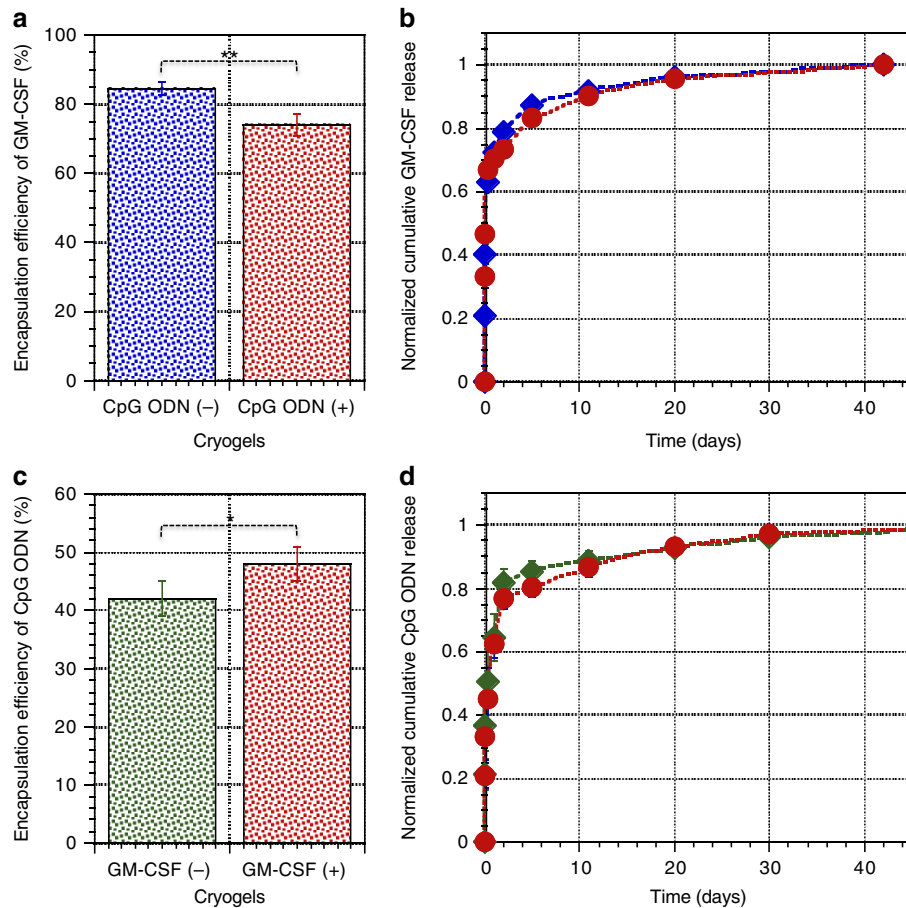 a
Encapsulation efficiency of GM-CSF (%)
100
80
60
40
20
0
**
CpG ODN (–)
CpG ODN (+)
Cryogels
b
Normalized cumulative GM-CSF release
1
0.8
0.6
0.4
0.2
0
0
10
20
30
40
Time (days)
c
Encapsulation efficiency of CpG ODN (%)
60
50
40
30
20
10
0
*
GM-CSF (–)
GM-CSF (+)
Cryogels
d
Normalized cumulative CpG ODN release
1
0.8
0.6
0.4
0.2
0
0
10
20
30
40
Time (days)